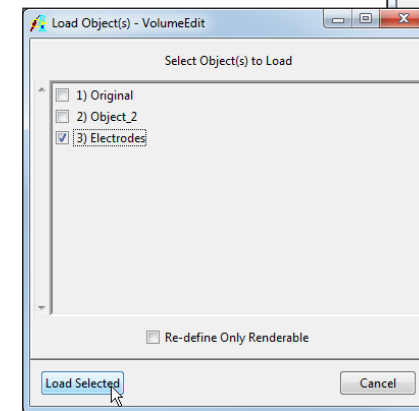 Load Object(s) - VolumeEdit
Select Object(s) to Load
1) Original
2) Object_2
3) Electrodes
Re-define Only Renderable
Load Selected
Cancel